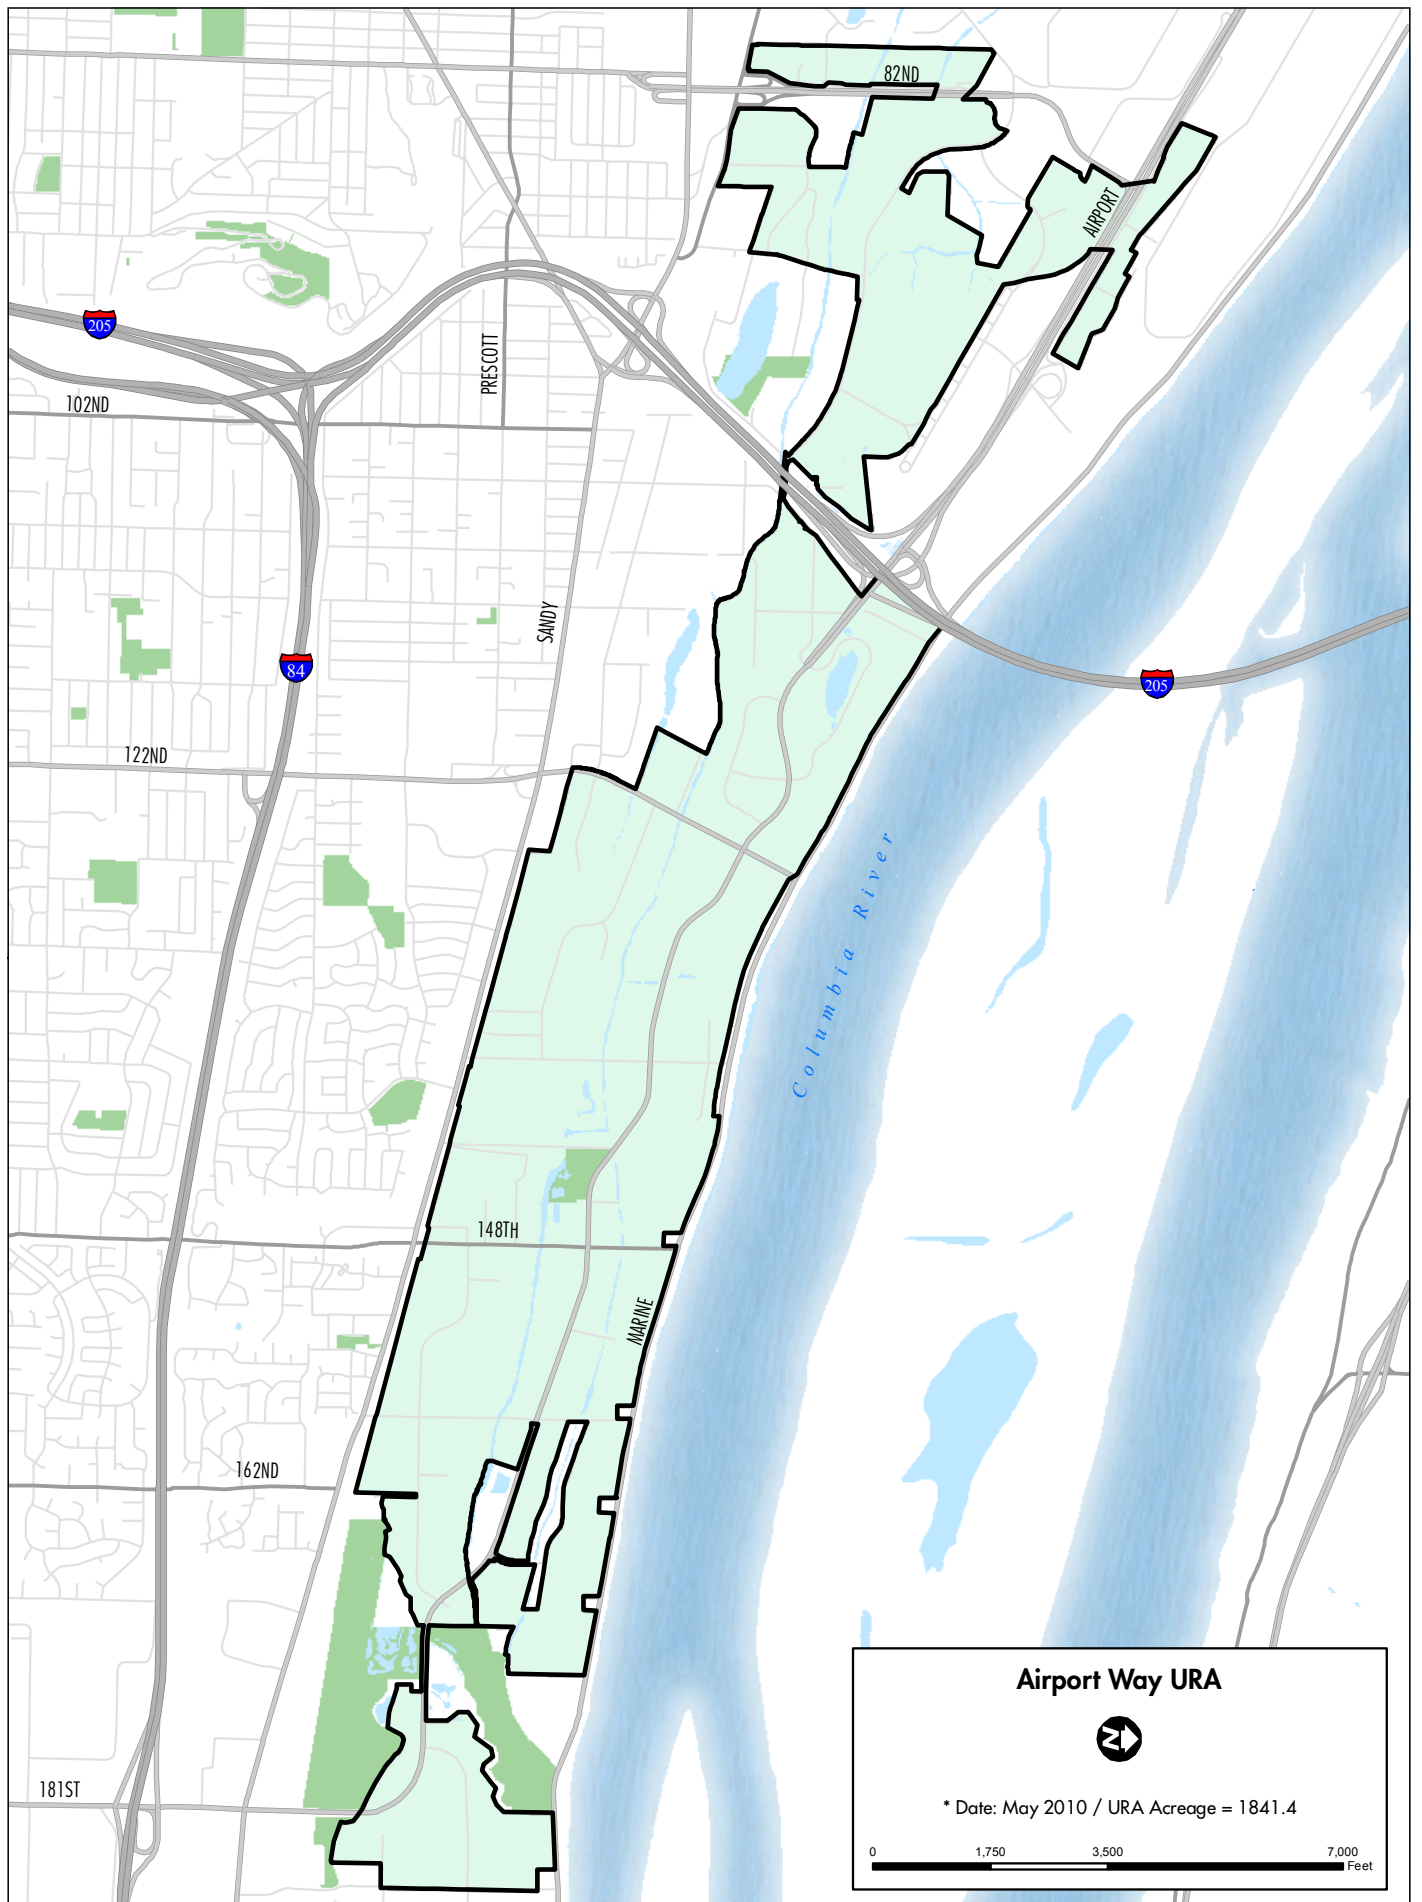 82ND
AIRPORT
205
PRESCOTT
102ND
SANDY
84
205
122ND
Columbia River
148TH
MARINE
162ND
181ST
Airport Way URA
N
* Date: May 2010 / URA Acreage = 1841.4
0 1,750 3,500 7,000
Feet